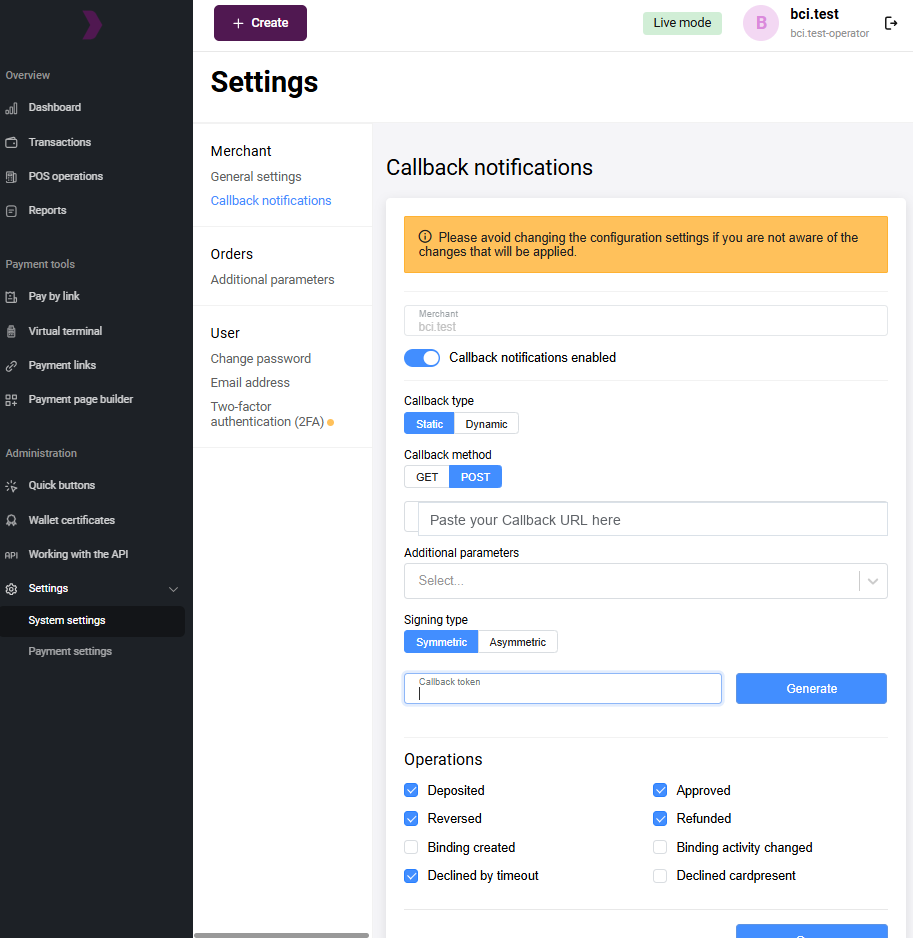 Overview
Dashboard
Transactions
POS operations
Reports
Payment tools
Pay by link
Virtual terminal
Payment links
Payment page builder
Administration
Quick buttons
Wallet certificates
API Working with the API
Settings
System settings
Payment settings
+ Create
Live mode
B
bci.test
bci.test-operator
Settings
Merchant
General settings
Callback notifications
Orders
Additional parameters
User
Change password
Email address
Two-factor
authentication (2FA)
Callback notifications
Please avoid changing the configuration settings if you are not aware of the
changes that will be applied.
Merchant
bci.test
Callback notifications enabled
Callback type
Static Dynamic
Callback method
GET POST
Paste your Callback URL here
Additional parameters
Select...
Signing type
Symmetric Asymmetric
Callback token
Generate
Operations
Deposited Approved
Reversed Refunded
Binding created Binding activity changed
Declined by timeout Declined cardpresent